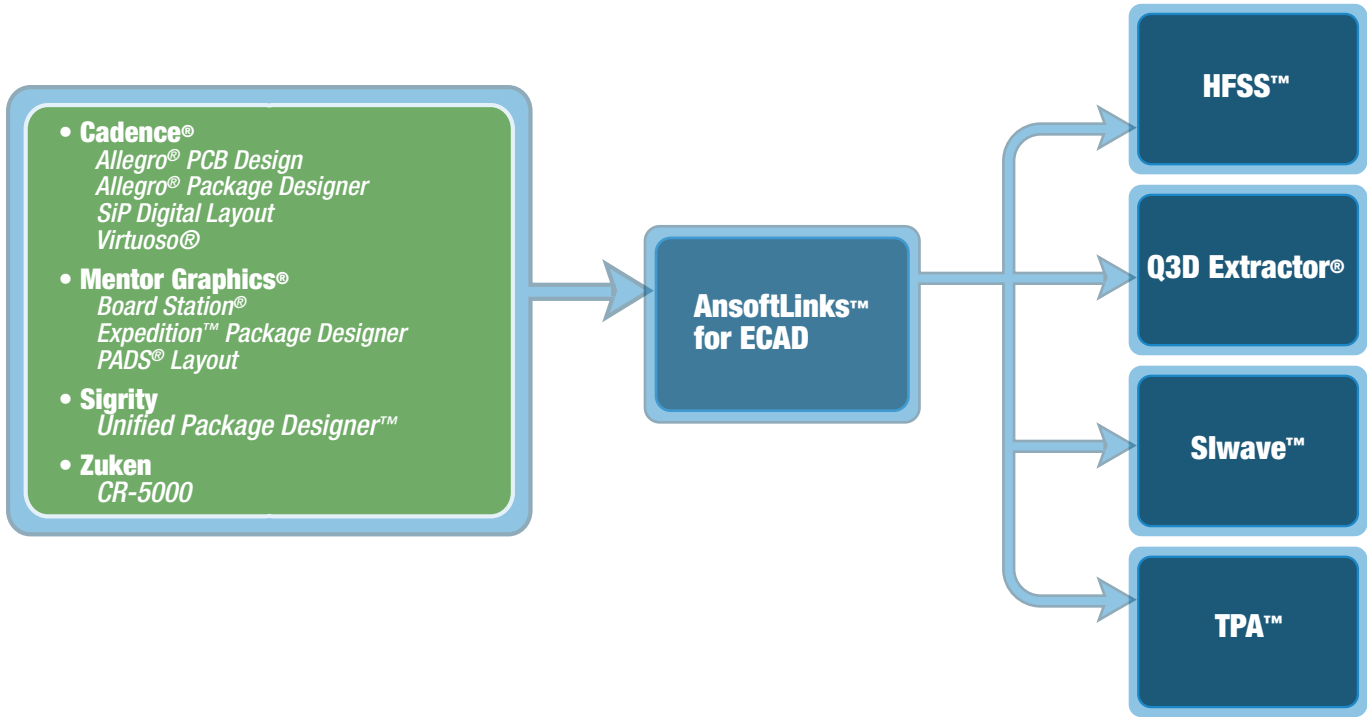 • Cadence®
Allegro® PCB Design
Allegro® Package Designer
SiP Digital Layout
Virtuoso®
• Mentor Graphics®
Board Station®
Expedition™ Package Designer
PADS® Layout
• Sigrity
Unified Package Designer™
• Zuken
CR-5000
AnsoftLinks™
for ECAD
HFSS™
Q3D Extractor®
SIwave™
TPA™